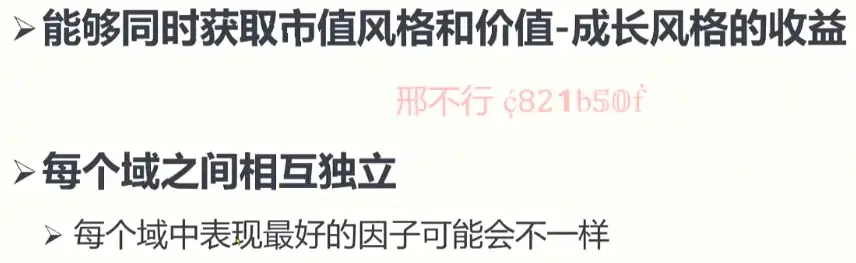 ➢能够同时获取市值风格和价值-成长风格的收益
邢不行
➢每个域之间相互独立
➢每个域中表现最好的因子可能会不一样